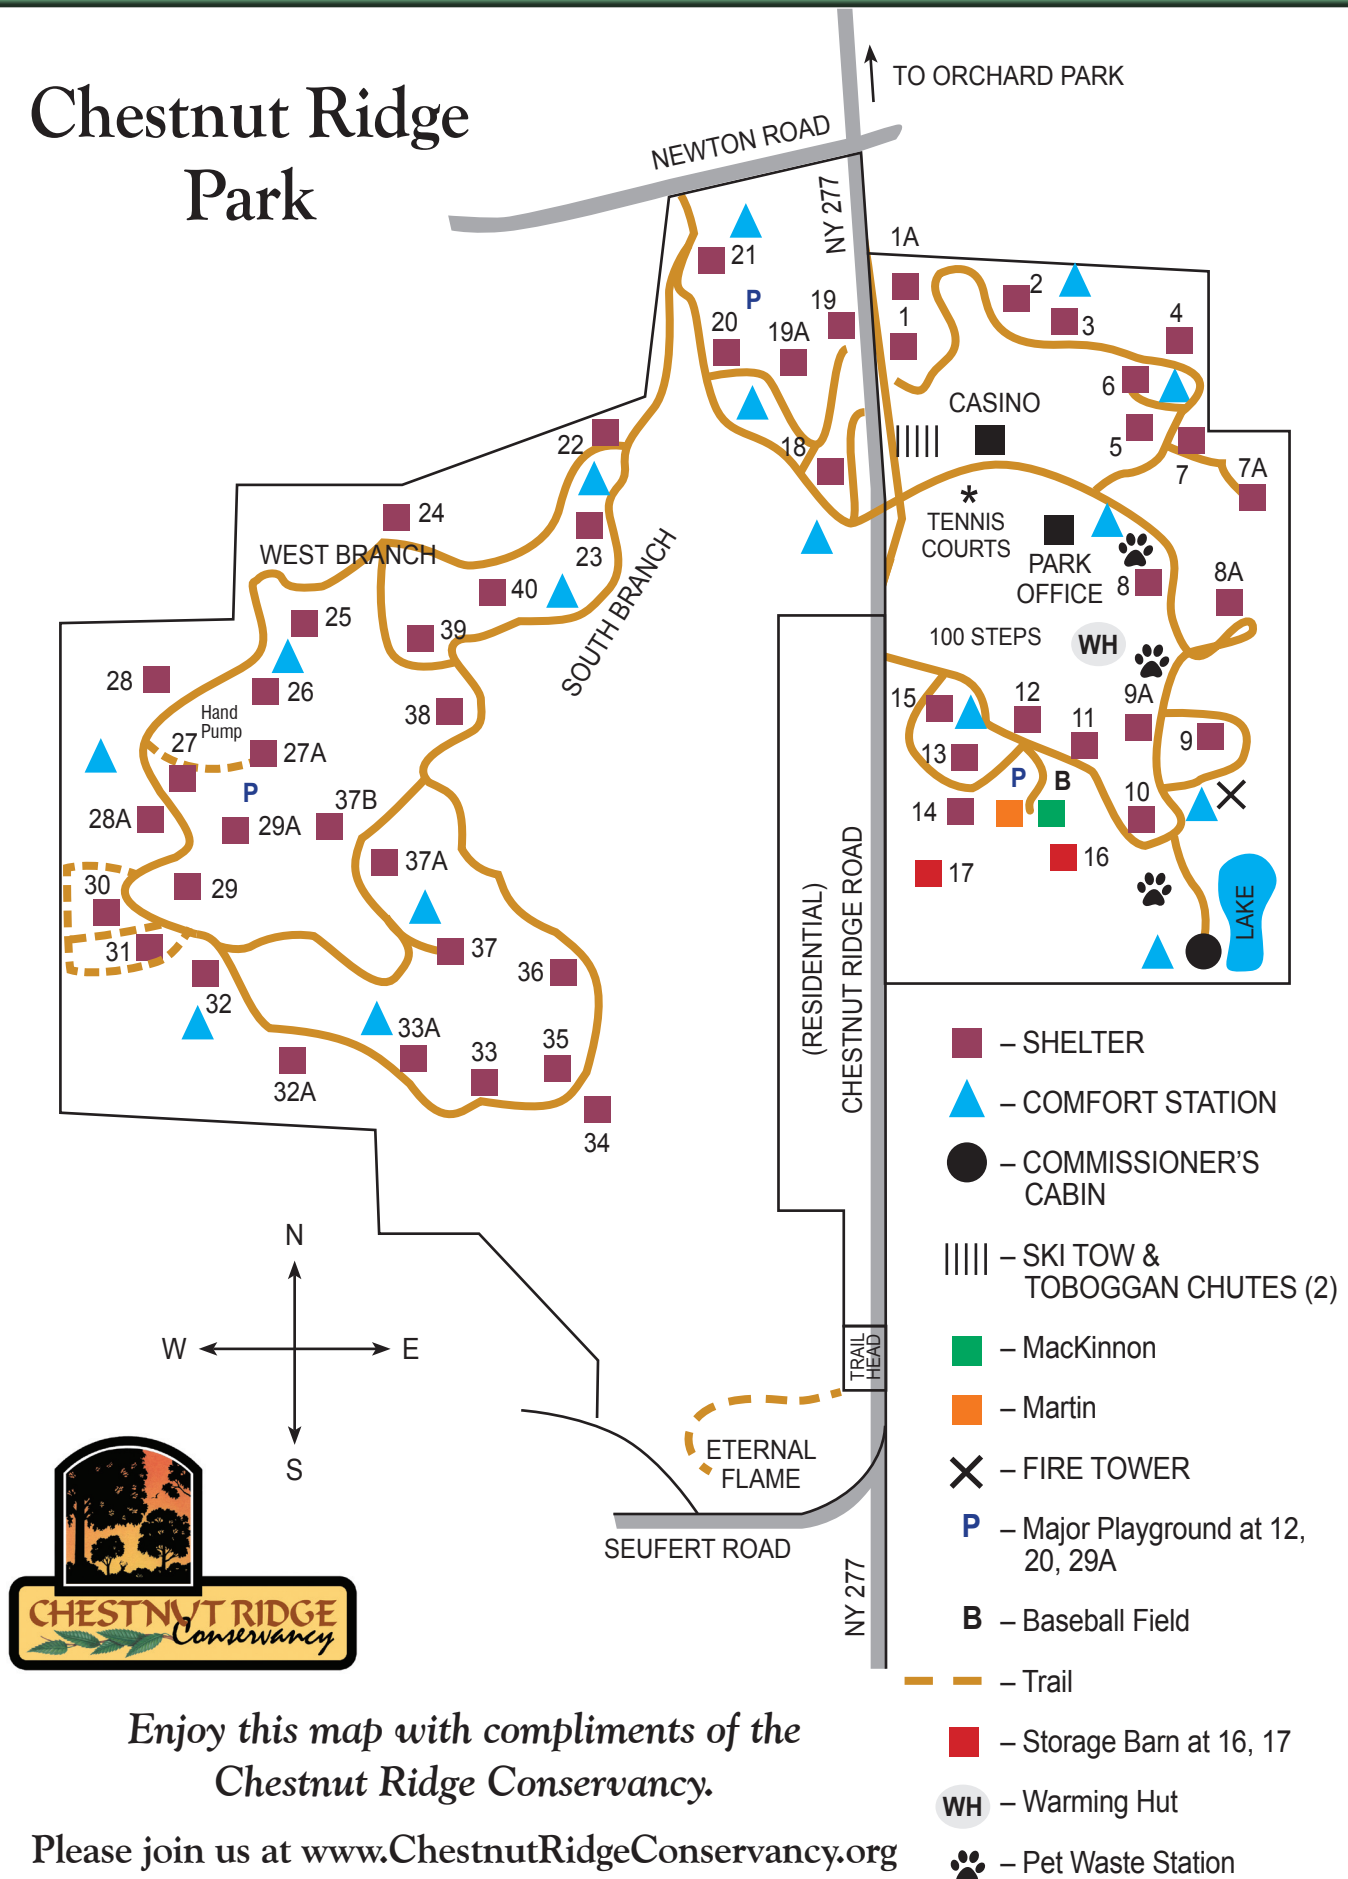 Chestnut Ridge
Park
TO ORCHARD PARK
NEWTON ROAD
NY 277
1A
21
2
19
1
3
4
20
19A
6
CASINO
22
18
5
7
7A
24
TENNIS
COURTS
WEST BRANCH
23
PARK
OFFICE
8
8A
40
SOUTH BRANCH
25
39
100 STEPS
WH
28
26
38
15
12
9A
11
9
Hand
Pump
27
27A
13
P
B
P
37B
28A
29A
14
10
37A
16
17
30
29
LAKE
31
37
36
32
33A
33
35
32A
34
(RESIDENTIAL)
CHESTNUT RIDGE ROAD
P
– SHELTER
– COMFORT STATION
– COMMISSIONER'S
CABIN
– SKI TOW &
TOBOGGAN CHUTES (2)
N
W
E
S
TRAIL
HEAD
– MacKinnon
– Martin
ETERNAL
FLAME
– FIRE TOWER
SEUFERT ROAD
P – Major Playground at 12,
20, 29A
NY 277
B – Baseball Field
CHESTNUT RIDGE
Conservancy
– Trail
Enjoy this map with compliments of the
Chestnut Ridge Conservancy.
– Storage Barn at 16, 17
WH – Warming Hut
Please join us at www.ChestnutRidgeConservancy.org
– Pet Waste Station